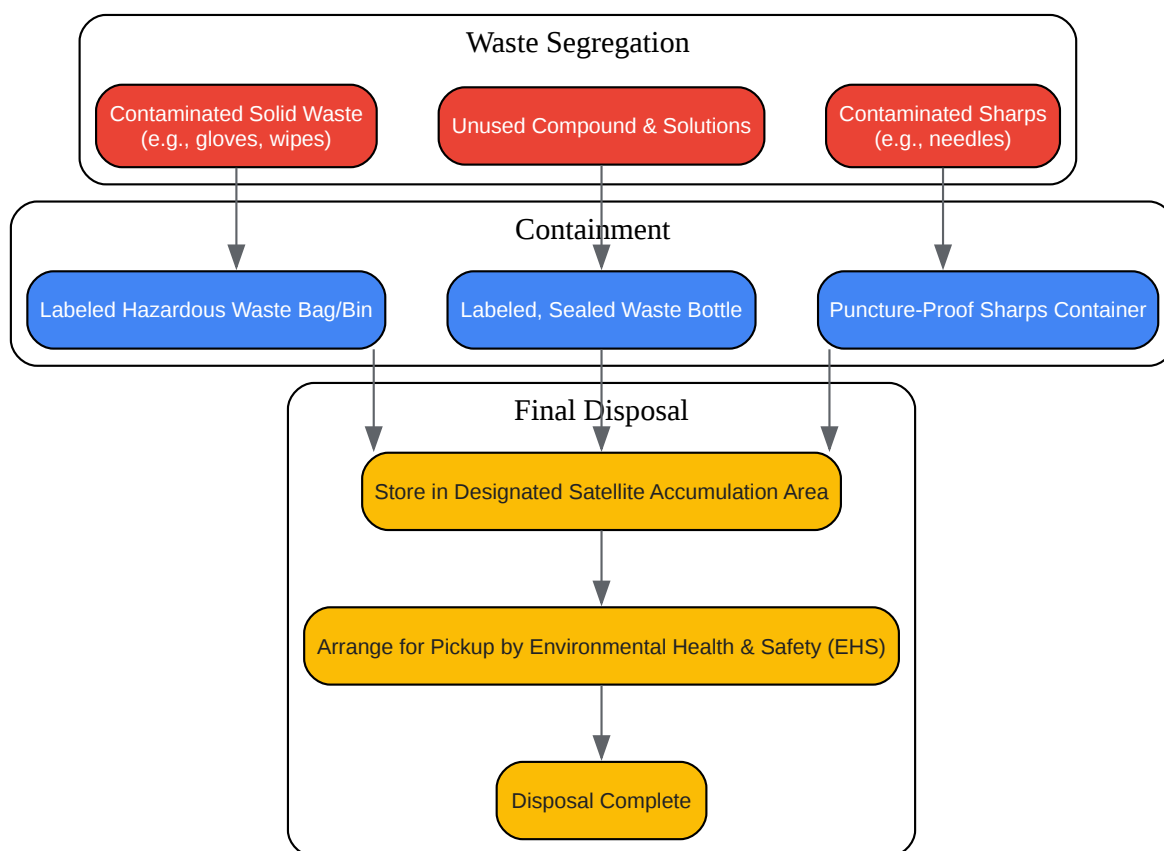 Waste Segregation
Contaminated Solid Waste
(e.g., gloves, wipes)
Unused Compound & Solutions
Contaminated Sharps
(e.g., needles)
Containment
Labeled Hazardous Waste Bag/Bin
Labeled, Sealed Waste Bottle
Puncture-Proof Sharps Container
Final Disposal
Store in Designated Satellite Accumulation Area
Arrange for Pickup by Environmental Health & Safety (EHS)
Disposal Complete